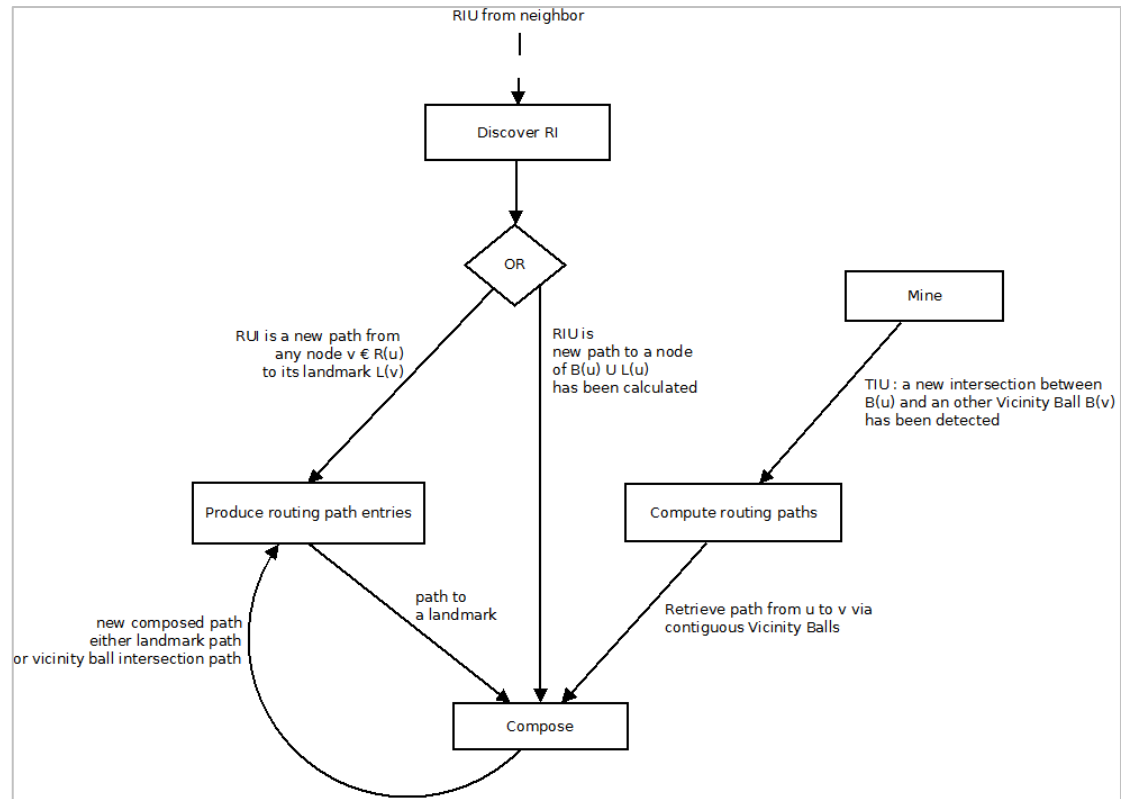 RIU from neighbor
Discover RI
OR
Mine
RUI is a new path from
any node v € R(u)
to its landmark L(v)
RIU is
new path to a node
of B(u) U L(u)
has been calculated
TIU : a new intersection between
B(u) and an other Vicinity Ball B(v)
has been detected
Produce routing path entries
Compute routing paths
path to
a landmark
Retrieve path from u to v via
contiguous Vicinity Balls
new composed path
either landmark path
or vicinity ball intersection path
Compose